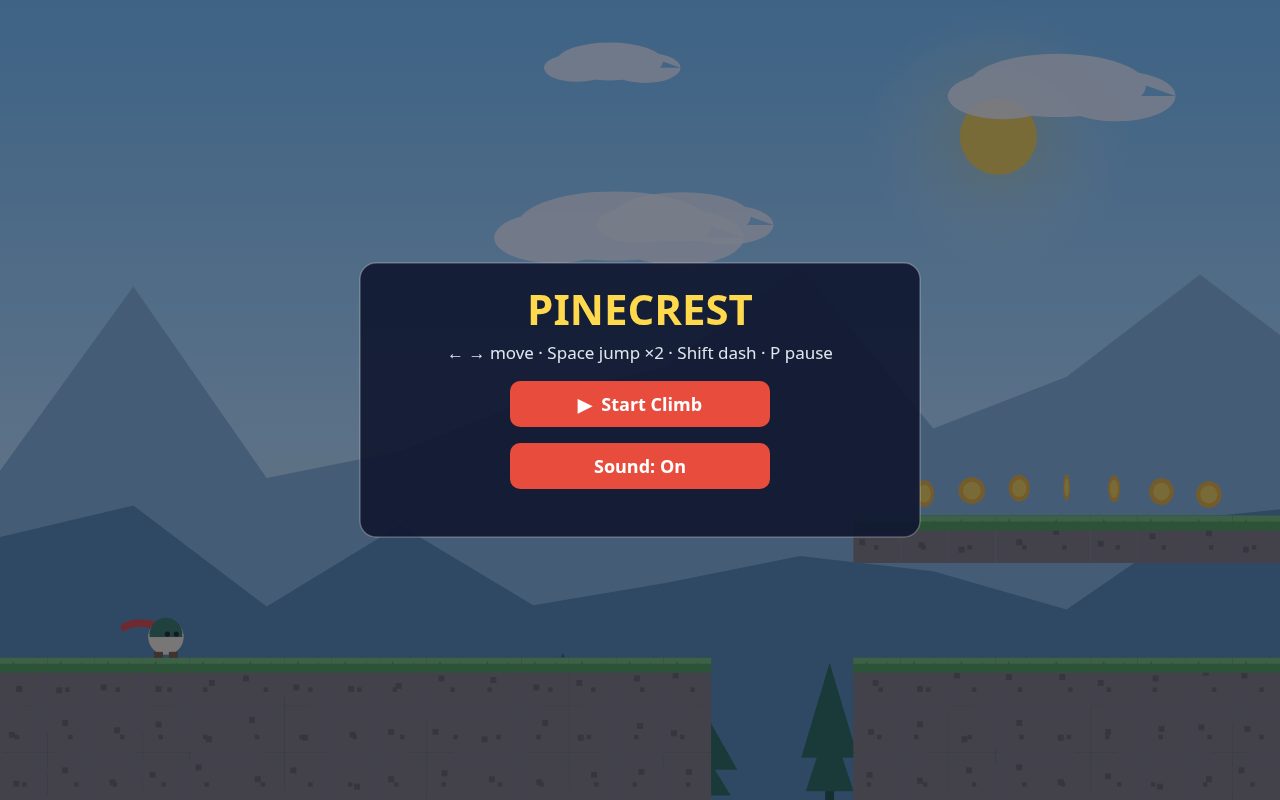 PINECREST
← → move · Space jump ×2 · Shift dash · P pause
▶ Start Climb
Sound: On